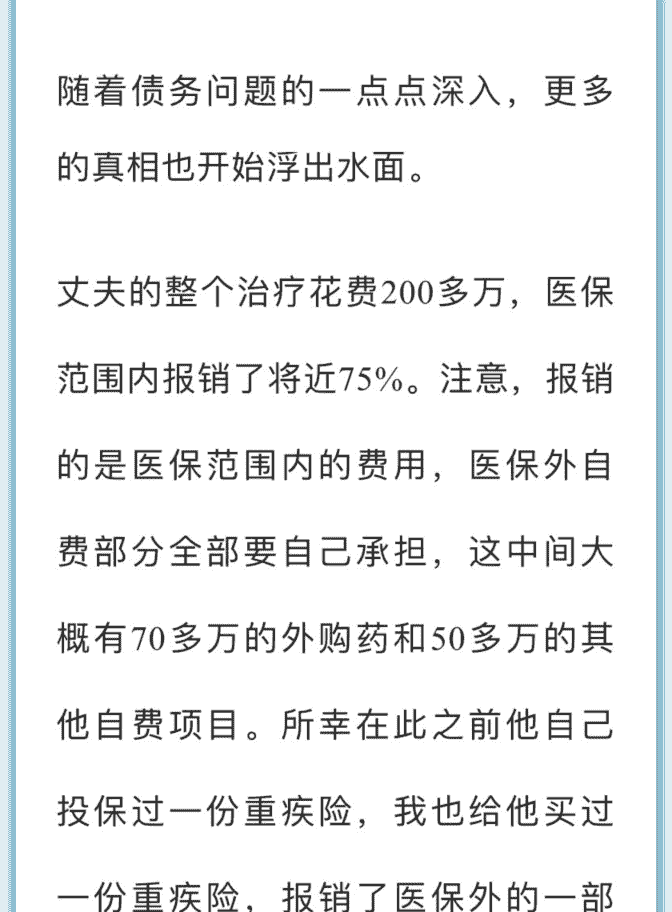 随着债务问题的一点点深入，更多
的真相也开始浮出水面。
丈夫的整个治疗花费200多万，医保
范围内报销了将近75%。注意，报销
的是医保范围内的费用，医保外自
费部分全部要自己承担，这中间大
概有70多万的外购药和50多万的其
他自费项目。所幸在此之前他自己
投保过一份重疾险，我也给他买过
一份重疾险，报销了医保外的一部